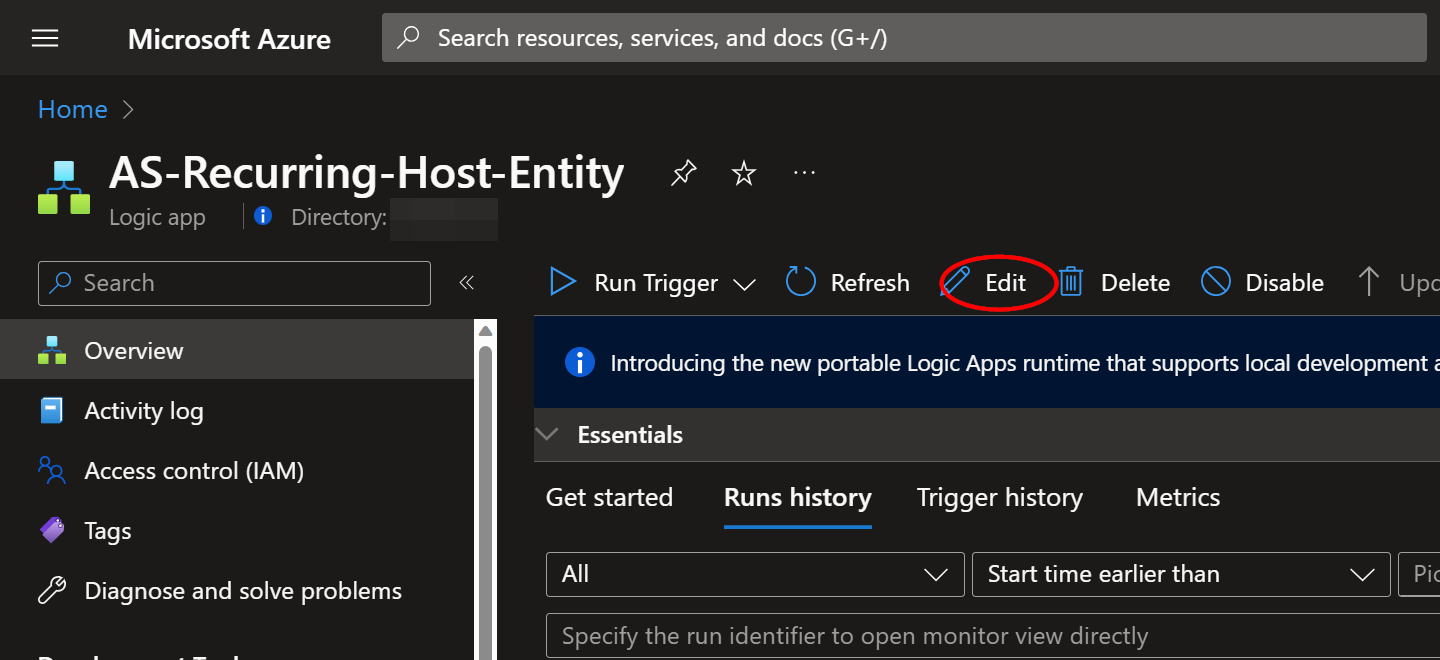 Microsoft Azure
Search resources, services, and docs (G+/)
Home
AS-Recurring-Host-Entity
Logic app
Directory:
Search
Run Trigger
Refresh
Edit
Delete
Disable
Overview
Introducing the new portable Logic Apps runtime that supports local development
Activity log
Essentials
Access control (IAM)
Get started
Runs history
Trigger history
Metrics
Tags
All
Start time earlier than
Diagnose and solve problems
Specify the run identifier to open monitor view directly